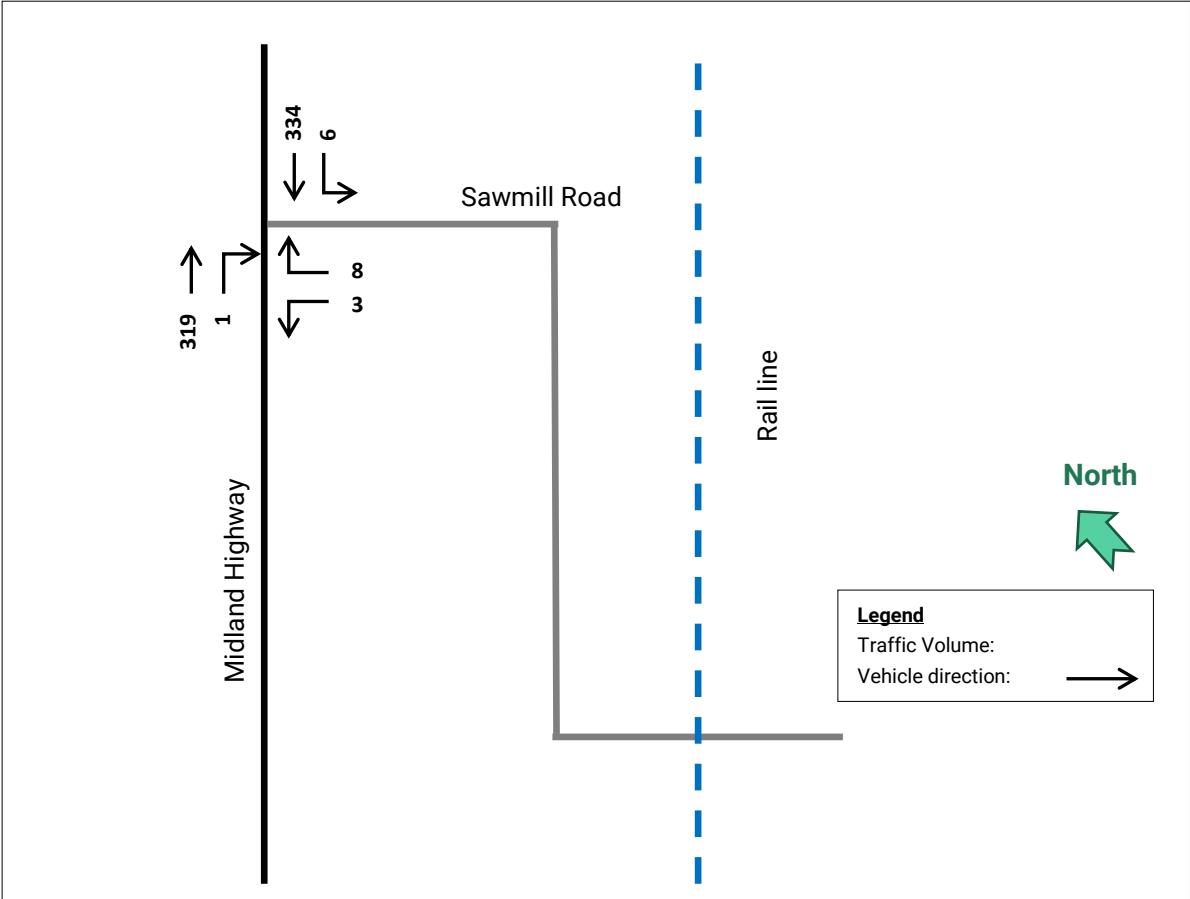 334
6
Sawmill Road
8
3
319
1
Rail line
Midland Highway
North
Legend
Traffic Volume:
Vehicle direction: